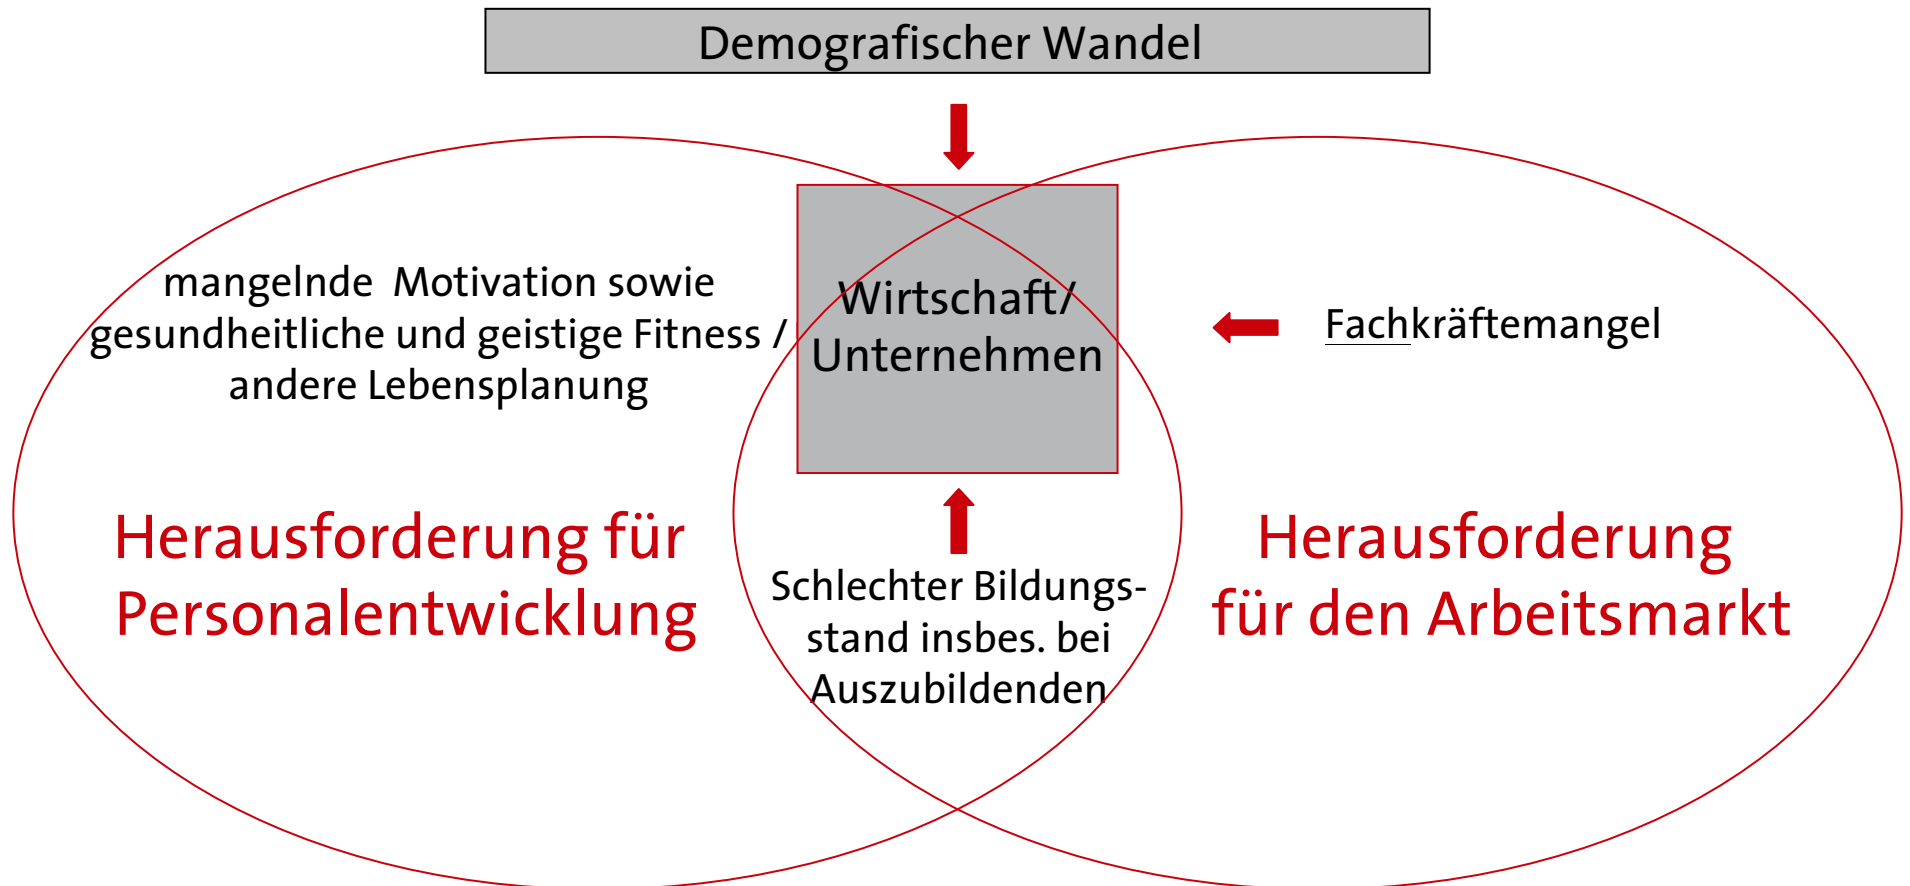 Demografischer Wandel
mangelnde Motivation sowie
gesundheitliche und geistige Fitness /
andere Lebensplanung
Wirtschaft/
Unternehmen
Fachkräftemangel
Herausforderung für
Personalentwicklung
Schlechter Bildungs-
stand insbes. bei
Auszubildenden
Herausforderung
für den Arbeitsmarkt